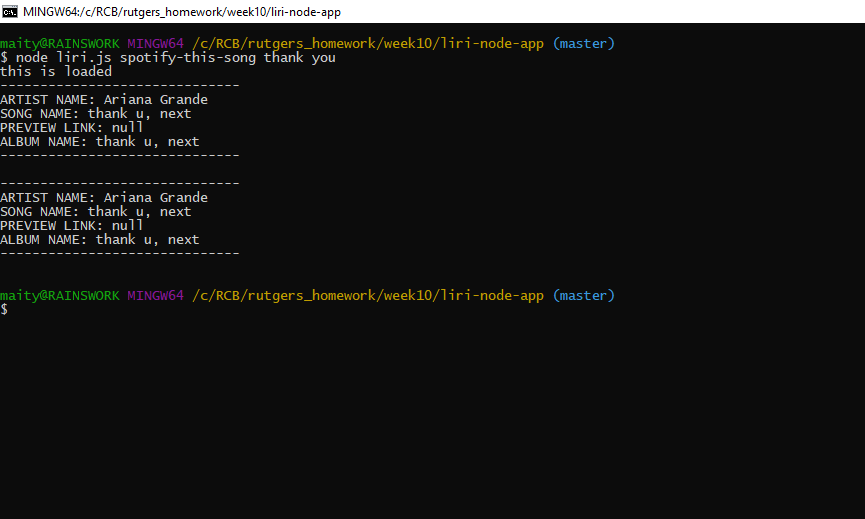 MINGW64:/c/RCB/rutgers_homework/week10/liri-node-app
maity@RAINSWORK MINGW64 /c/RCB/rutgers_homework/week10/liri-node-app (master)
$ node liri.js spotify-this-song thank you
this is loaded
------------------------------
ARTIST NAME: Ariana Grande
SONG NAME: thank u, next
PREVIEW LINK: null
ALBUM NAME: thank u, next
------------------------------
------------------------------
ARTIST NAME: Ariana Grande
SONG NAME: thank u, next
PREVIEW LINK: null
ALBUM NAME: thank u, next
------------------------------
maity@RAINSWORK MINGW64 /c/RCB/rutgers_homework/week10/liri-node-app (master)
$